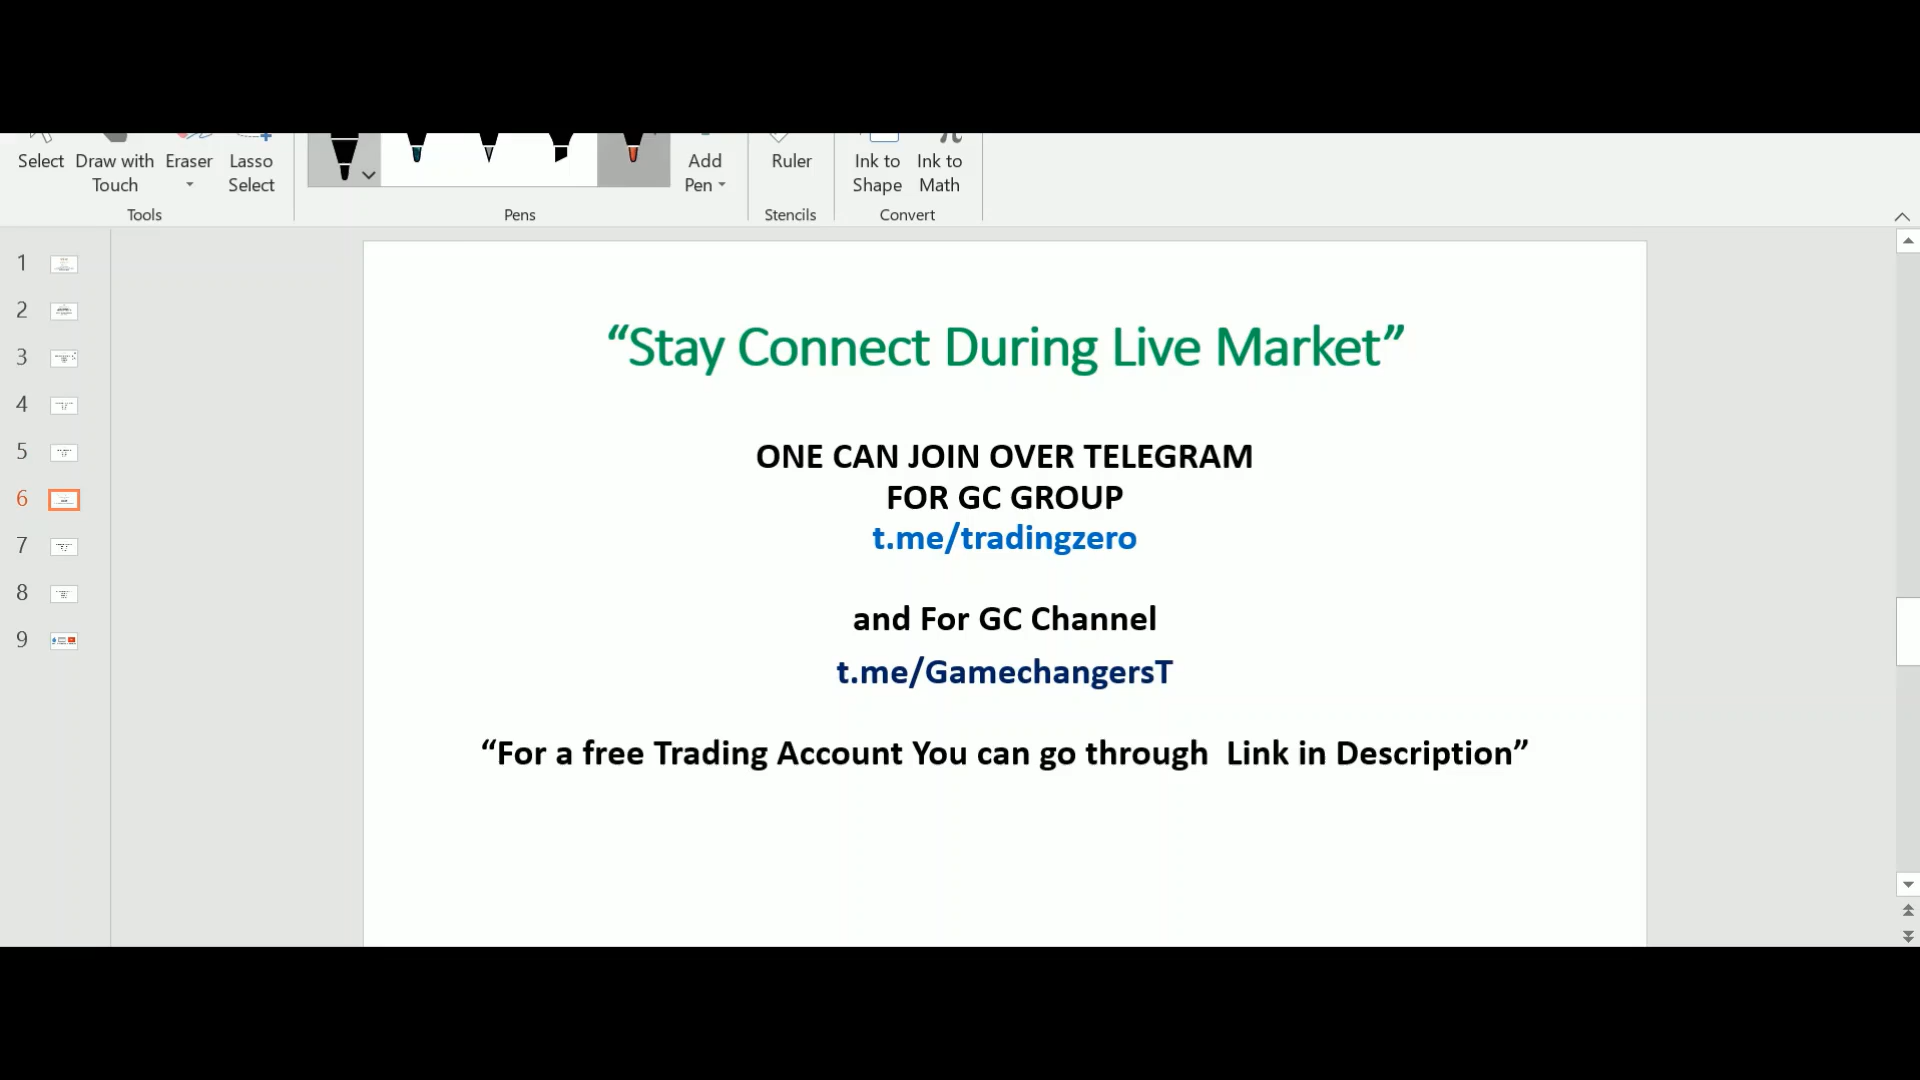 Select
Draw with
Touch
Eraser
Lasso
Select
Tools
Add
Pen
Pens
Ruler
Stencils
Ink to
Shape
Ink to
Math
Convert
1
2
3
4
5
6
7
8
9
“Stay Connect During Live Market”
ONE CAN JOIN OVER TELEGRAM
FOR GC GROUP
t.me/tradingzero
and For GC Channel
t.me/GamechangersT
“For a free Trading Account You can go through  Link in Description”